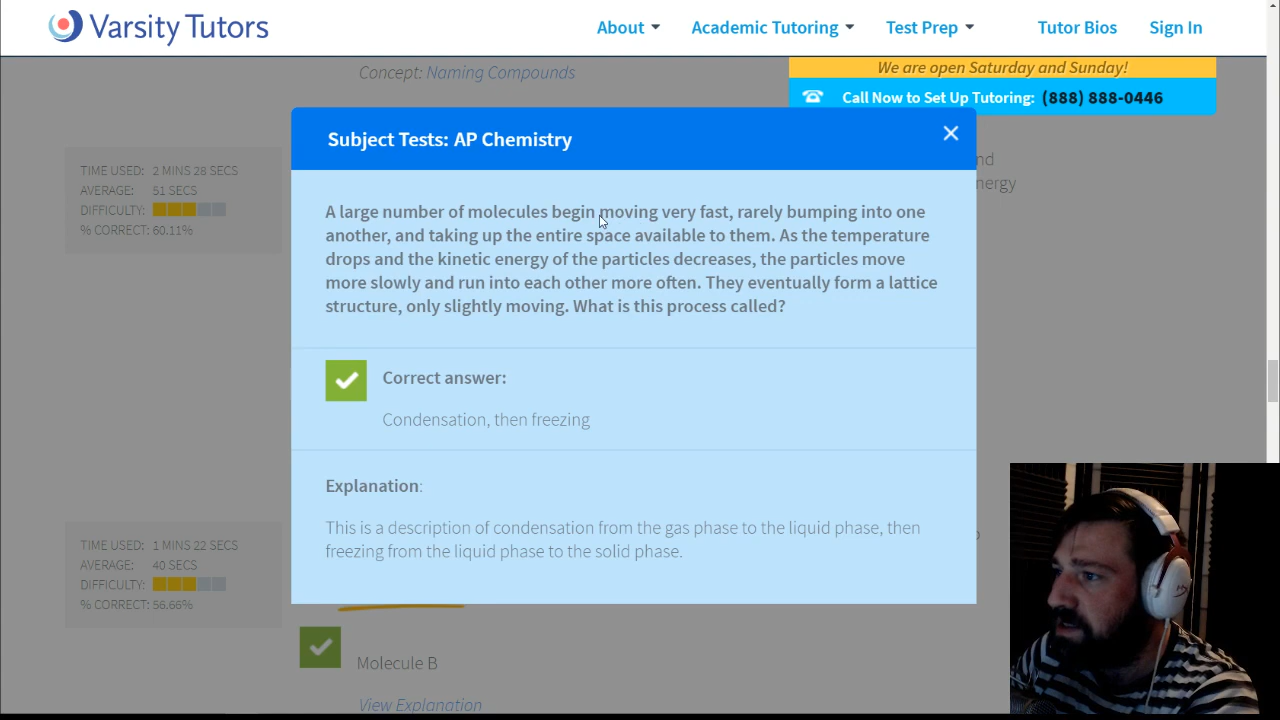 Varsity Tutors
About
Academic Tutoring
Test Prep
Tutor Bios
Sign In
Concept: Naming Compounds
We are open Saturday and Sunday!
Call Now to Set Up Tutoring: (888) 888-0446
Subject Tests: AP Chemistry
nd
nergy
TIME USED: 2 MINS 28 SECS
AVERAGE: 51 SECS
DIFFICULTY:
% CORRECT: 60.11%
A large number of molecules begin moving very fast, rarely bumping into one
another, and taking up the entire space available to them. As the temperature
drops and the kinetic energy of the particles decreases, the particles move
more slowly and run into each other more often. They eventually form a lattice
structure, only slightly moving. What is this process called?
Correct answer:
Condensation, then freezing
Explanation:
This is a description of condensation from the gas phase to the liquid phase, then
freezing from the liquid phase to the solid phase.
TIME USED: 1 MINS 22 SECS
AVERAGE: 40 SECS
DIFFICULTY:
% CORRECT: 56.66%
Molecule B
View Explanation